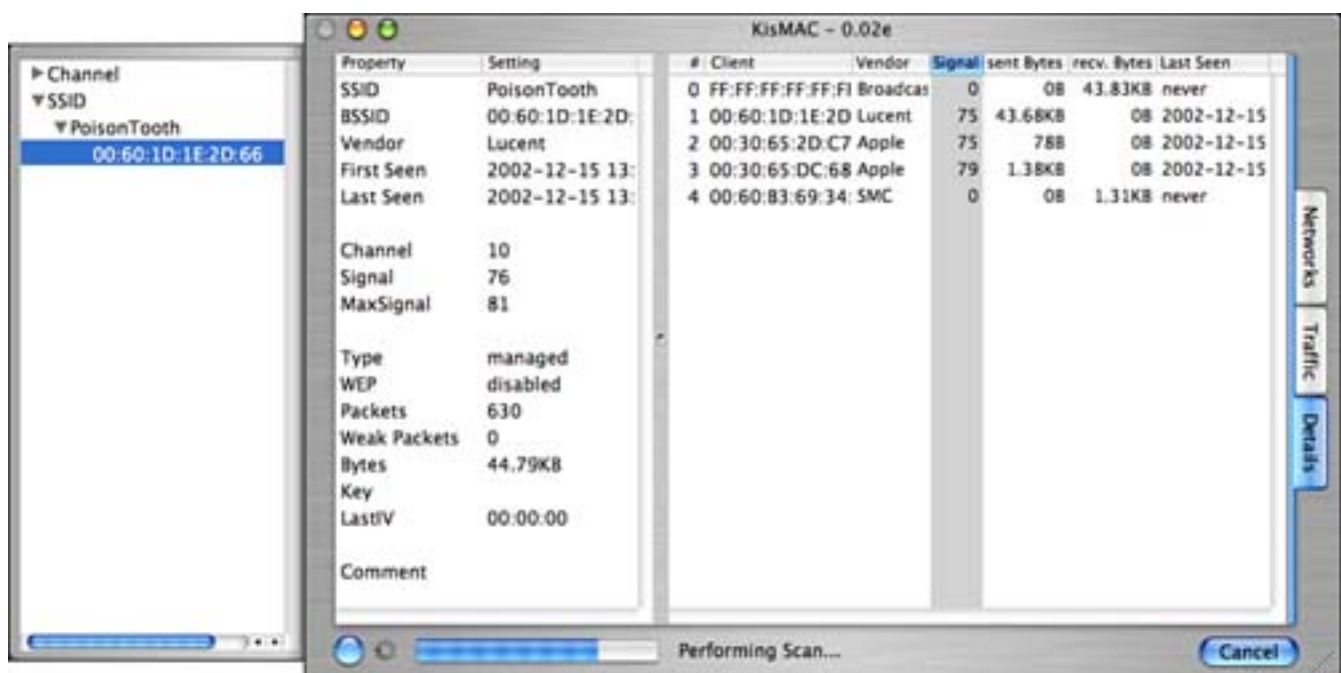 KisMAC - 0.02e
Channel
SSID
PoisonTooth
00:60:1D:1E:2D:66
Property Setting
SSID PoisonTooth
BSSID 00:60:1D:1E:2D:
Vendor Lucent
First Seen 2002-12-15 13:
Last Seen 2002-12-15 13:
Channel 10
Signal 76
MaxSignal 81
Type managed
WEP disabled
Packets 630
Weak Packets 0
Bytes 44.79KB
Key
LastIV 00:00:00
Comment
# Client Vendor Signal sent Bytes recv. Bytes Last Seen
0 FF:FF:FF:FF:FF:FI Broadcas 0 0B 43.83KB never
1 00:60:1D:1E:2D Lucent 75 43.68KB 0B 2002-12-15
2 00:30:65:2D:C7 Apple 75 78B 0B 2002-12-15
3 00:30:65:DC:68 Apple 79 1.38KB 0B 2002-12-15
4 00:60:B3:69:34: SMC 0 0B 1.31KB never
Networks
Traffic
Details
Performing Scan...
Cancel